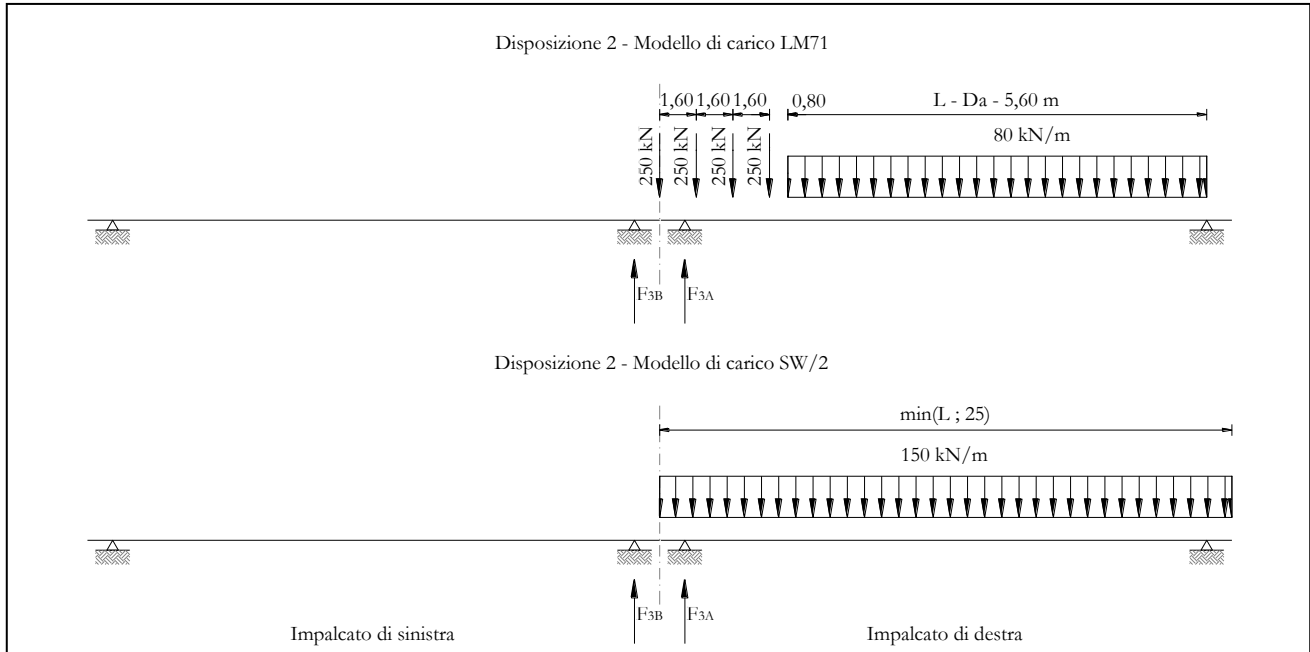 Disposizione 2 - Modello di carico LM71
1,60 1,60 1,60 0,80 L - Da - 5,60 m
80 kN/m
250 kN 250 kN 250 kN 250 kN
F3B F3A
Disposizione 2 - Modello di carico SW/2
min(L ; 25)
150 kN/m
F3B F3A
Impalcato di sinistra Impalcato di destra